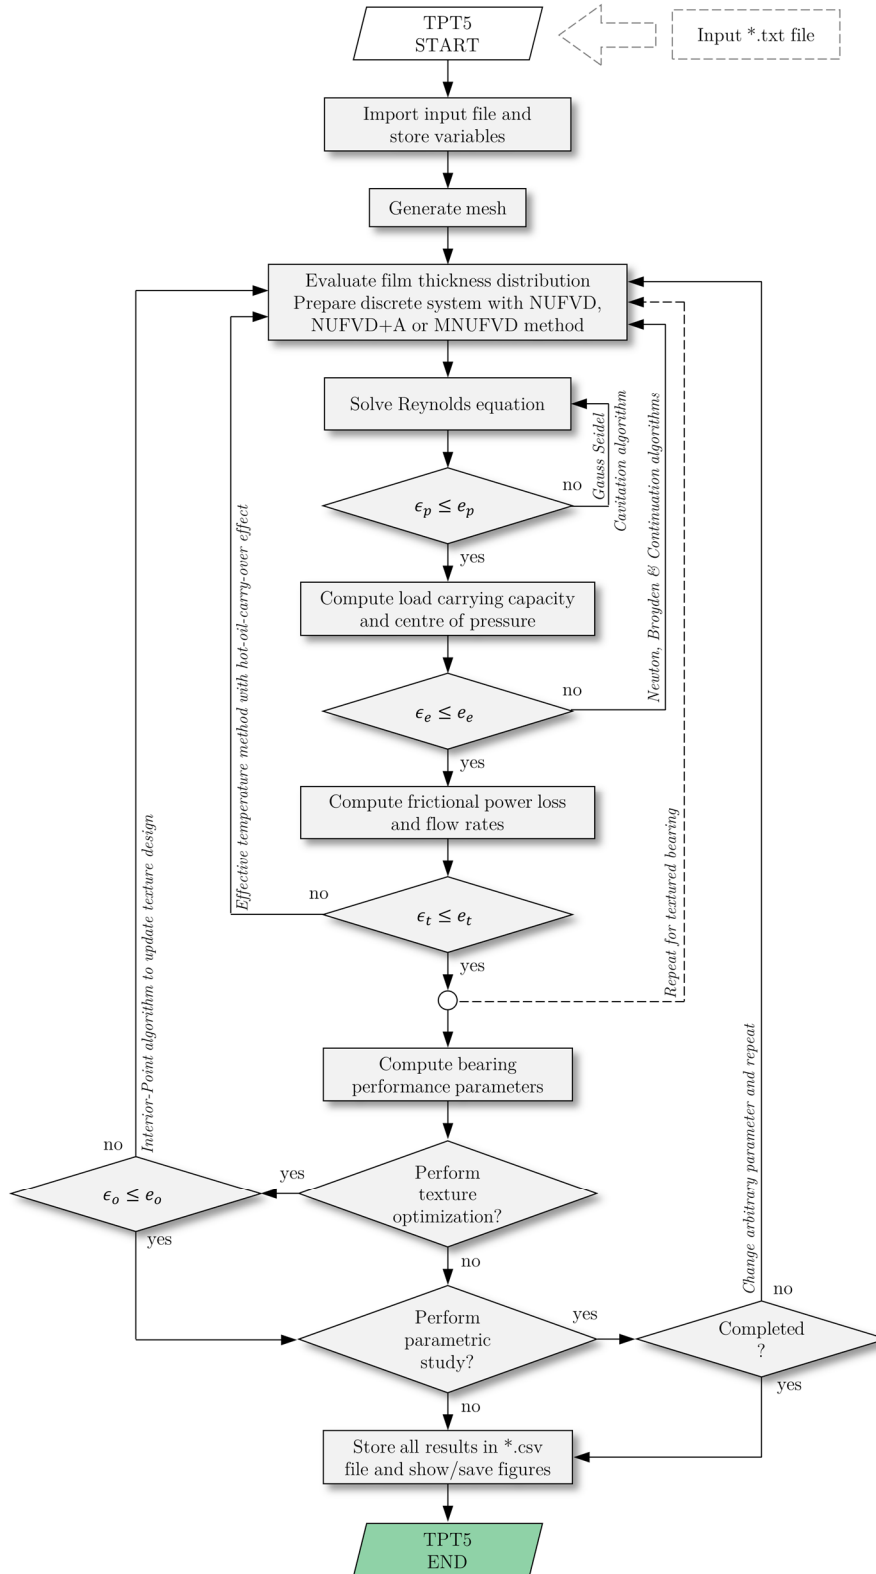 TPT5
START
Input *.txt file
Import input file and
store variables
Generate mesh
Evaluate film thickness distribution
Prepare discrete system with NUFVD,
NUFVD+A or MNUFVD method
Solve Reynolds equation
Gauss Seidel
Cavitation algorithm
no
ϵp ≤ ep
yes
Newton, Broyden & Continuation algorithms
Compute load carrying capacity
and centre of pressure
no
ϵe ≤ ee
yes
Effective temperature method with hot-oil-carry-over effect
Compute frictional power loss
and flow rates
no
ϵt ≤ et
yes
Repeat for textured bearing
Interior-Point algorithm to update texture design
Compute bearing
performance parameters
Change arbitrary parameter and repeat
no
ϵo ≤ eo
yes
yes
Perform
texture
optimization?
no
Perform
parametric
study?
yes
no
Completed
?
yes
no
Store all results in *.csv
file and show/save figures
TPT5
END